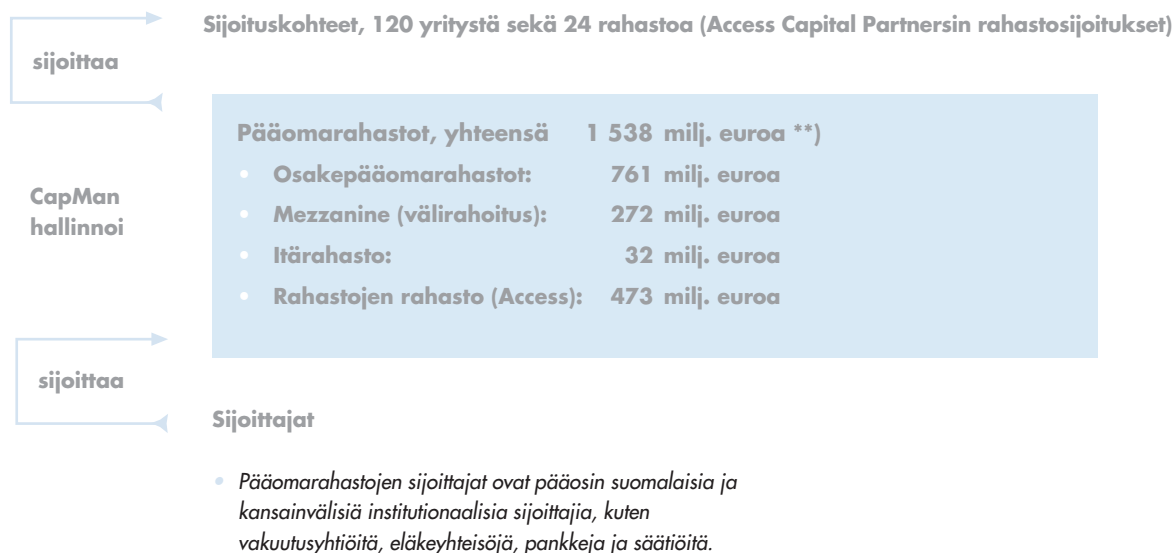 Sijoituskohteet, 120 yritystä sekä 24 rahastoa (Access Capital Partnersin rahastosijoitukset)
sijoittaa
Pääomarahastot, yhteensä 1 538 milj. euroa **)
• Osakepääomarahastot: 761 milj. euroa
CapMan
hallinnoi
• Mezzanine (välirahoitus): 272 milj. euroa
• Itärahasto: 32 milj. euroa
• Rahastojen rahasto (Access): 473 milj. euroa
sijoittaa
Sijoittajat
• Pääomarahastojen sijoittajat ovat pääosin suomalaisia ja
kansainvälisiä institutionaalisia sijoittajia, kuten
vakuutusyhtiöitä, eläkeyhteisöjä, pankkeja ja säätiöitä.